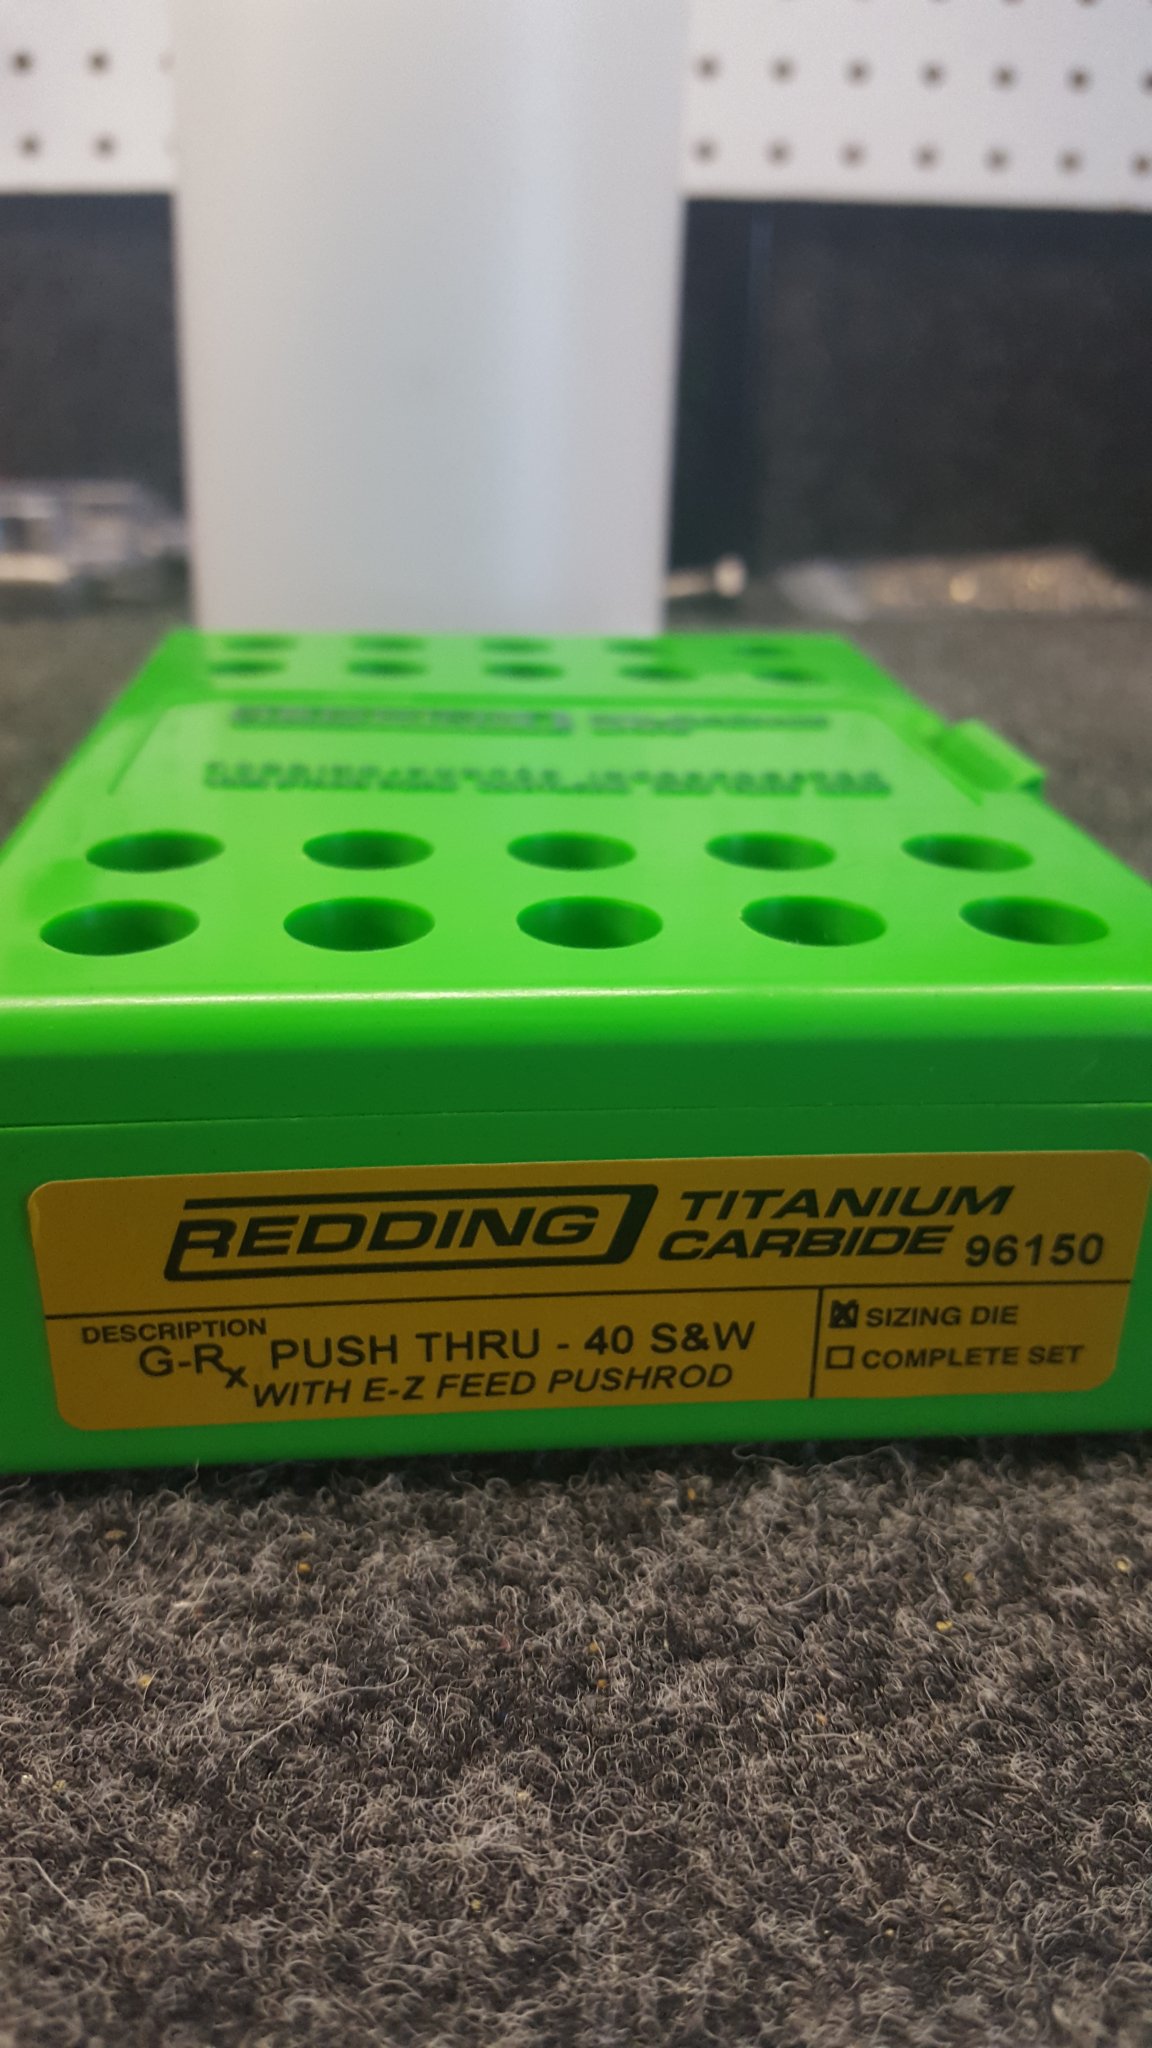 REDDING TITANIUM CARBIDE 96150
DESCRIPTION
G-Rx PUSH THRU - 40 S&W
WITH E-Z FEED PUSHROD
SIZING DIE
COMPLETE SET